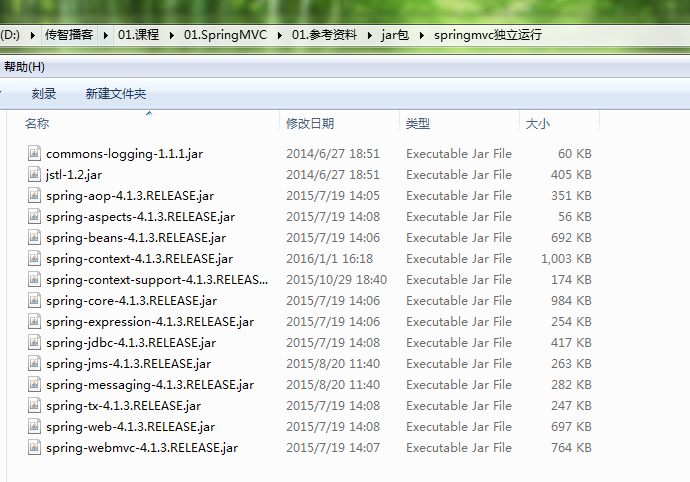 (D:) 传智播客 01.课程 01.SpringMVC 01.参考资料 jar包 springmvc独立运行
帮助(H)
刻录 新建文件夹
名称 修改日期 类型 大小
commons-logging-1.1.1.jar 2014/6/27 18:51 Executable Jar File 60 KB
jstl-1.2.jar 2014/6/27 18:51 Executable Jar File 405 KB
spring-aop-4.1.3.RELEASE.jar 2015/7/19 14:05 Executable Jar File 351 KB
spring-aspects-4.1.3.RELEASE.jar 2015/7/19 14:08 Executable Jar File 56 KB
spring-beans-4.1.3.RELEASE.jar 2015/7/19 14:06 Executable Jar File 692 KB
spring-context-4.1.3.RELEASE.jar 2016/1/1 16:18 Executable Jar File 1,003 KB
spring-context-support-4.1.3.RELEAS... 2015/10/29 18:40 Executable Jar File 174 KB
spring-core-4.1.3.RELEASE.jar 2015/7/19 14:06 Executable Jar File 984 KB
spring-expression-4.1.3.RELEASE.jar 2015/7/19 14:06 Executable Jar File 254 KB
spring-jdbc-4.1.3.RELEASE.jar 2015/7/19 14:08 Executable Jar File 417 KB
spring-jms-4.1.3.RELEASE.jar 2015/8/20 11:40 Executable Jar File 263 KB
spring-messaging-4.1.3.RELEASE.jar 2015/8/20 11:40 Executable Jar File 282 KB
spring-tx-4.1.3.RELEASE.jar 2015/7/19 14:08 Executable Jar File 247 KB
spring-web-4.1.3.RELEASE.jar 2015/7/19 14:08 Executable Jar File 697 KB
spring-webmvc-4.1.3.RELEASE.jar 2015/7/19 14:07 Executable Jar File 764 KB